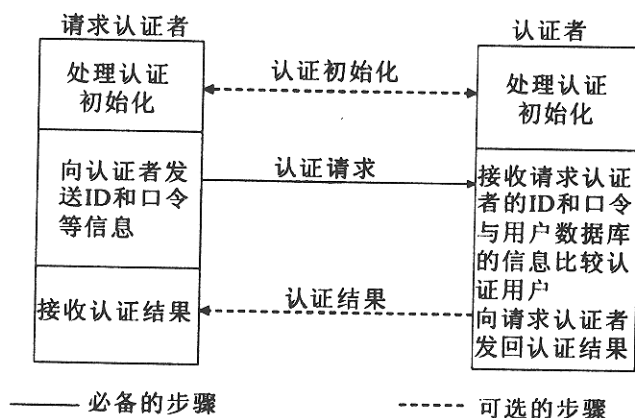 请求认证者
认证者
处理认证
初始化
认证初始化
处理认证
初始化
向认证者发
送ID和口令
等信息
认证请求
接收请求认证
者的ID和口令
与用户数据库
的信息比较认
证用户
接收认证结果
认证结果
向请求认证者
发回认证结果
必备的步骤
可选的步骤